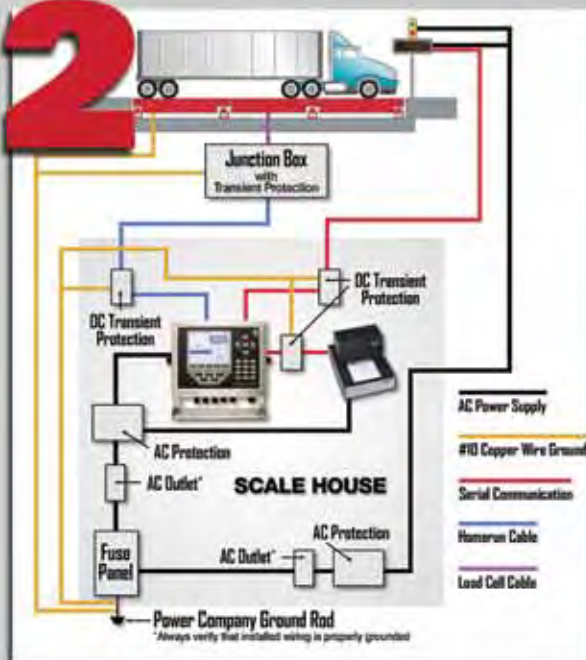 2
Junction Box
with
Transient Protection
DC Transient
Protection
DC Transient
Protection
AC Protection
AC Outlet*
SCALE HOUSE
Fuse
Panel
AC Outlet*
AC Protection
Power Company Ground Rod
*Always verify that installed wiring is properly grounded
AC Power Supply
#10 Copper Wire Ground
Serial Communication
Homerun Cable
Load Cell Cable